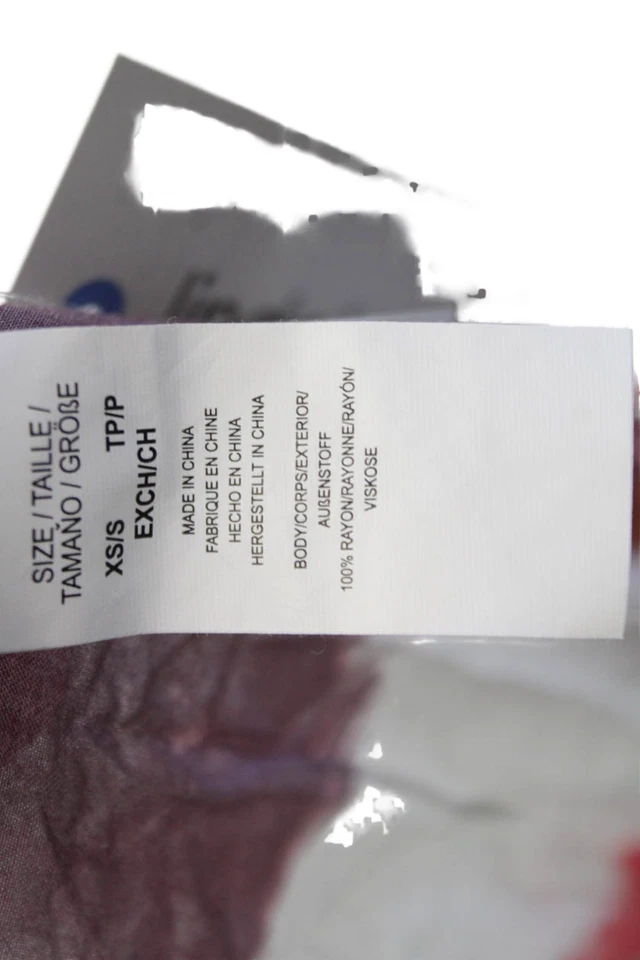 SIZE / TAILLE /
TAMAÑO / GRÖßE
XS/S TP/P
EXCH/CH
MADE IN CHINA
FABRIQUE EN CHINE
HECHO EN CHINA
HERGESTELLT IN CHINA
BODY/CORPS/EXTERIOR/
AUßENSTOFF
100% RAYON/RAYONNE/RAYÓN/
VISKOSE